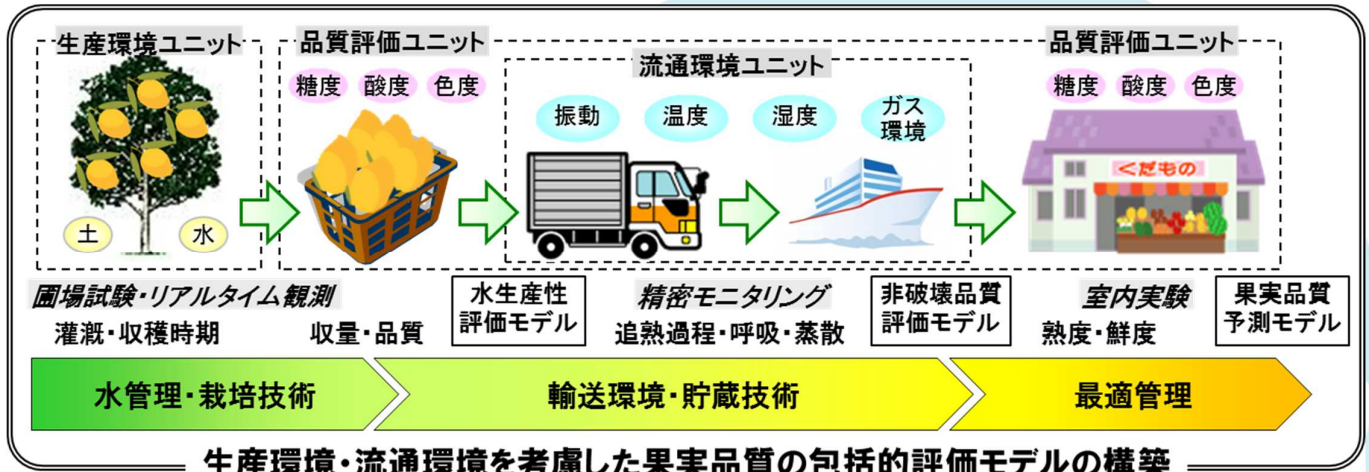 生産環境ユニット
土
水
品質評価ユニット
糖度 酸度 色度
流通環境ユニット
振動
温度
湿度
ガス
環境
品質評価ユニット
糖度 酸度 色度
くだもの
圃場試験・リアルタイム観測
灌漑・収穫時期
収量・品質
水生産性
評価モデル
精密モニタリング
追熟過程・呼吸・蒸散
非破壊品質
評価モデル
室内実験
熟度・鮮度
果実品質
予測モデル
水管理・栽培技術
輸送環境・貯蔵技術
最適管理
生産環境・流通環境を考慮した果実品質の包括的評価モデルの構築